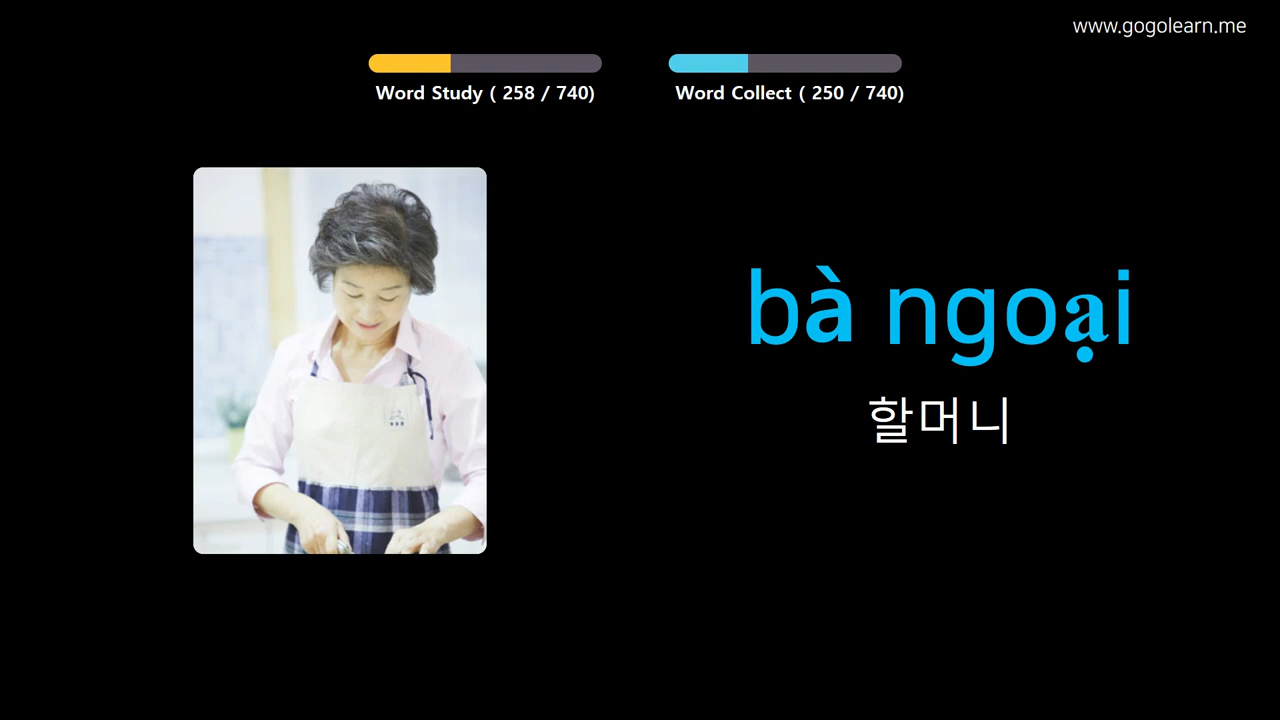 www.gogolearn.me
Word Study ( 258 / 740)
Word Collect ( 250 / 740)
bà ngoại
할머니